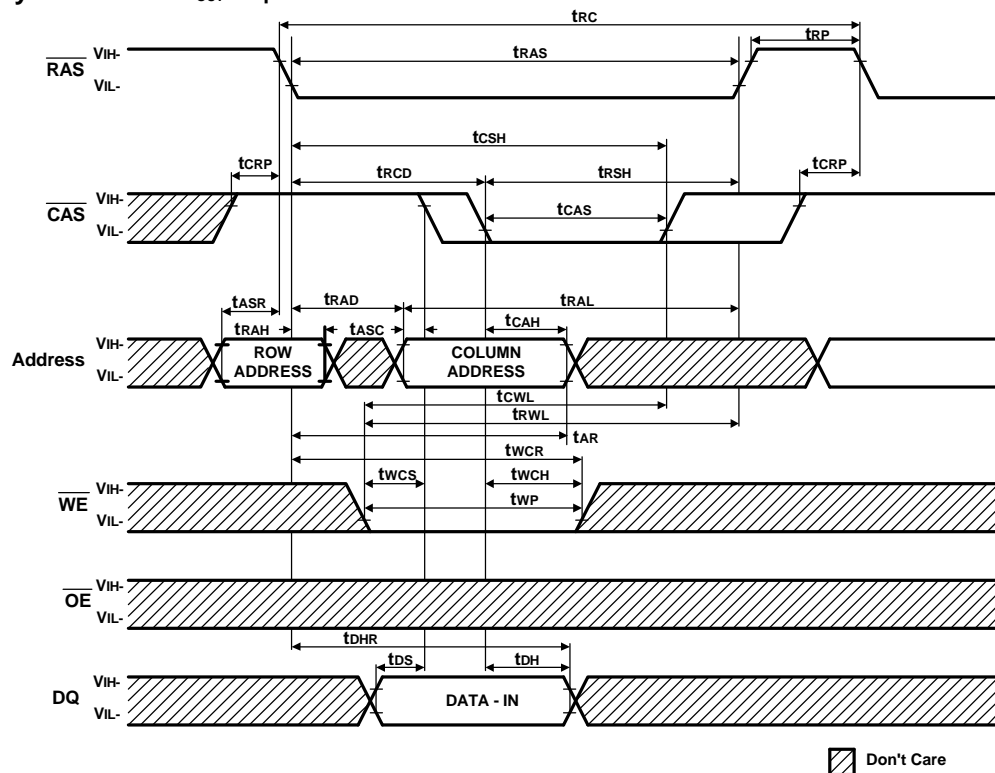 tRC
tRP
VIH-
RAS
tRAS
VIL-
tCSH
tCRP
tRCD
tRSH
tCRP
VIH-
CAS
tCAS
VIL-
tASR
tRAD
tRAL
tRAH
tASC
tCAH
Address
VIH-
VIL-
ROW ADDRESS
COLUMN ADDRESS
tCWL
tRWL
tAR
tWCR
tWCS
tWCH
VIH-
WE
tWP
VIL-
VIH-
OE
VIL-
tDHR
tDS
tDH
VIH-
DQ
DATA - IN
VIL-
Don't Care